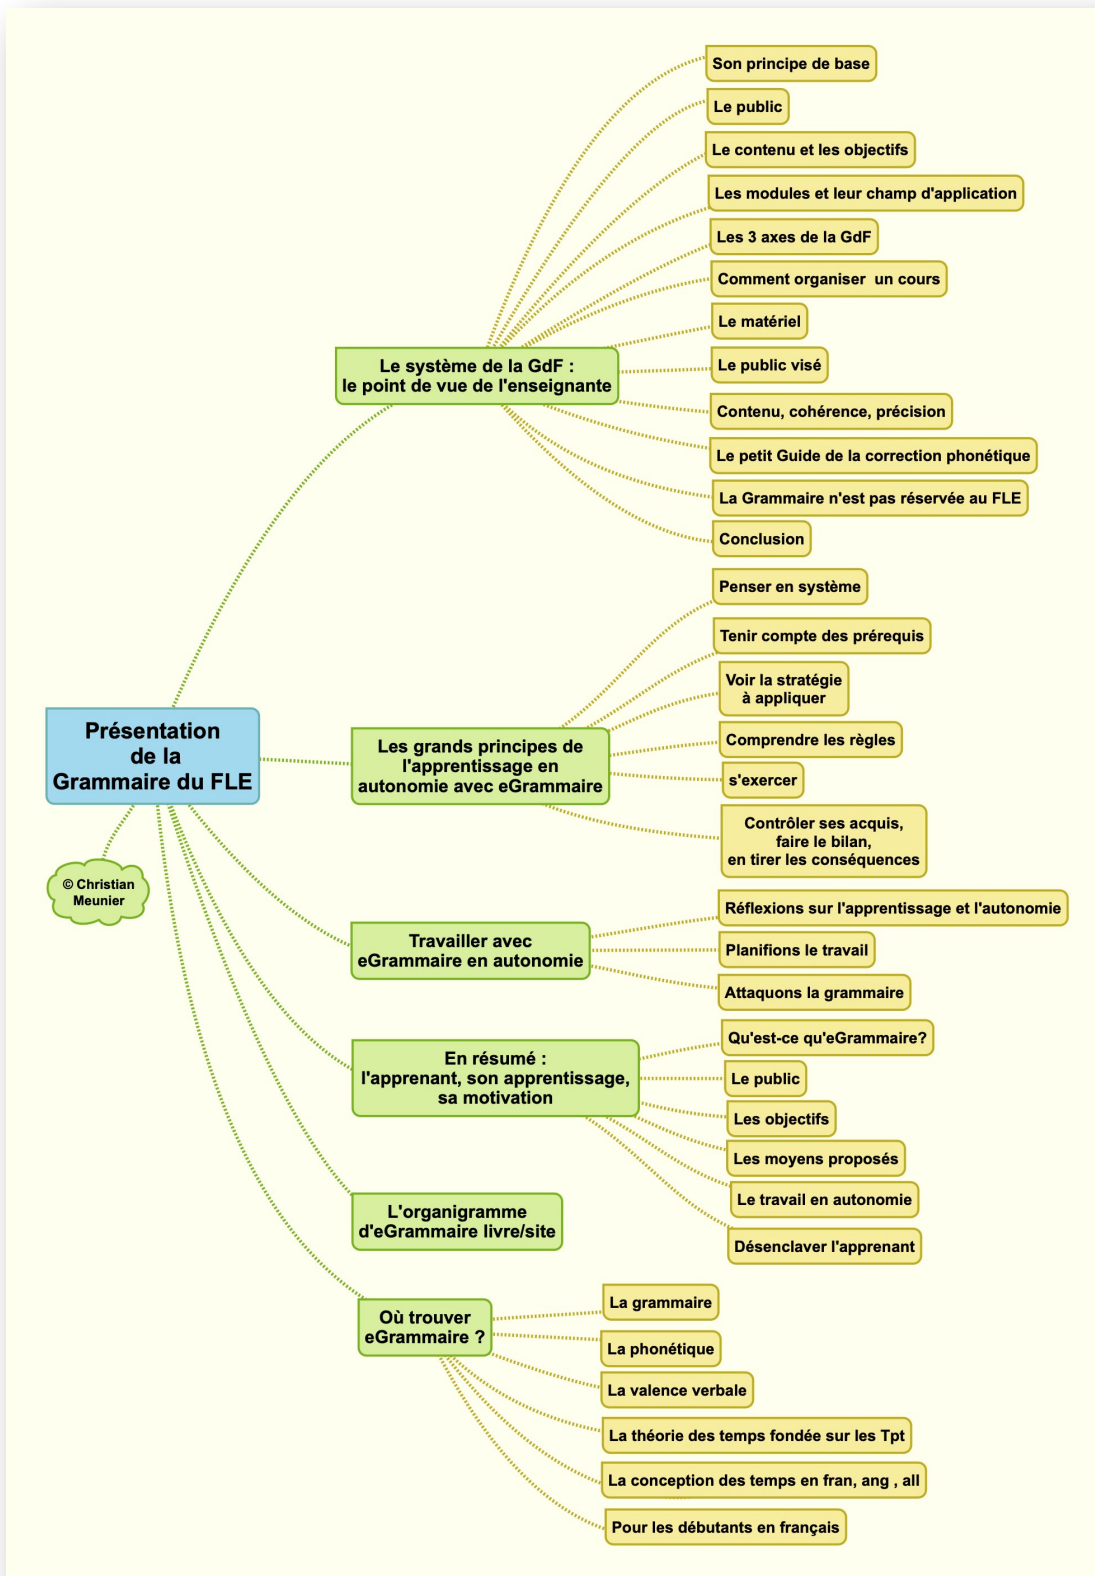 Présentation
de la
Grammaire du FLE
© Christian
Meunier
Le système de la GdF :
le point de vue de l'enseignante
Son principe de base
Le public
Le contenu et les objectifs
Les modules et leur champ d'application
Les 3 axes de la GdF
Comment organiser  un cours
Le matériel
Le public visé
Contenu, cohérence, précision
Le petit Guide de la correction phonétique
La Grammaire n'est pas réservée au FLE
Conclusion
Les grands principes de
l'apprentissage en
autonomie avec eGrammaire
Penser en système
Tenir compte des prérequis
Voir la stratégie
à appliquer
Comprendre les règles
s'exercer
Contrôler ses acquis,
faire le bilan,
en tirer les conséquences
Travailler avec
eGrammaire en autonomie
Réflexions sur l'apprentissage et l'autonomie
Planifions le travail
Attaquons la grammaire
En résumé :
l'apprenant, son apprentissage,
sa motivation
Qu'est-ce qu'eGrammaire?
Le public
Les objectifs
Les moyens proposés
Le travail en autonomie
Désenclaver l'apprenant
L'organigramme
d'eGrammaire livre/site
Où trouver
eGrammaire ?
La grammaire
La phonétique
La valence verbale
La théorie des temps fondée sur les Tpt
La conception des temps en fran, ang , all
Pour les débutants en français